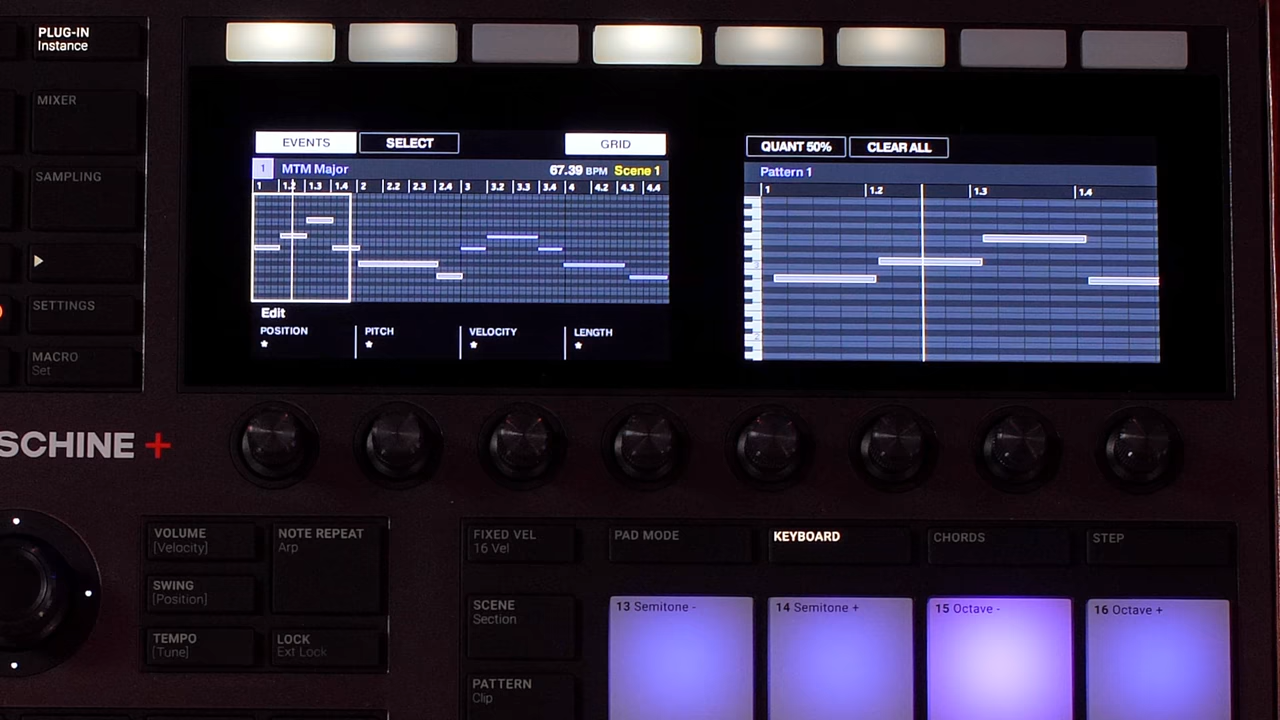 PLUG-IN
Instance
MIXER
SAMPLING
SETTINGS
MACRO
Set
EVENTS
SELECT
GRID
1 MTM Major 67.39 BPM Scene 1
1 1.2 1.3 1.4 2 2.2 2.3 2.4 3 3.2 3.3 3.4 4 4.2 4.3 4.4
Edit
POSITION
PITCH
VELOCITY
LENGTH
QUANT 50%
CLEAR ALL
Pattern 1
1 1.2 1.3 1.4
SCHINE +
VOLUME
[Velocity]
NOTE REPEAT
Arp
SWING
[Position]
TEMPO
[Tune]
LOCK
Ext Lock
FIXED VEL
16 Vel
PAD MODE
KEYBOARD
CHORDS
STEP
SCENE
Section
PATTERN
Clip
13 Semitone -
14 Semitone +
15 Octave -
16 Octave +